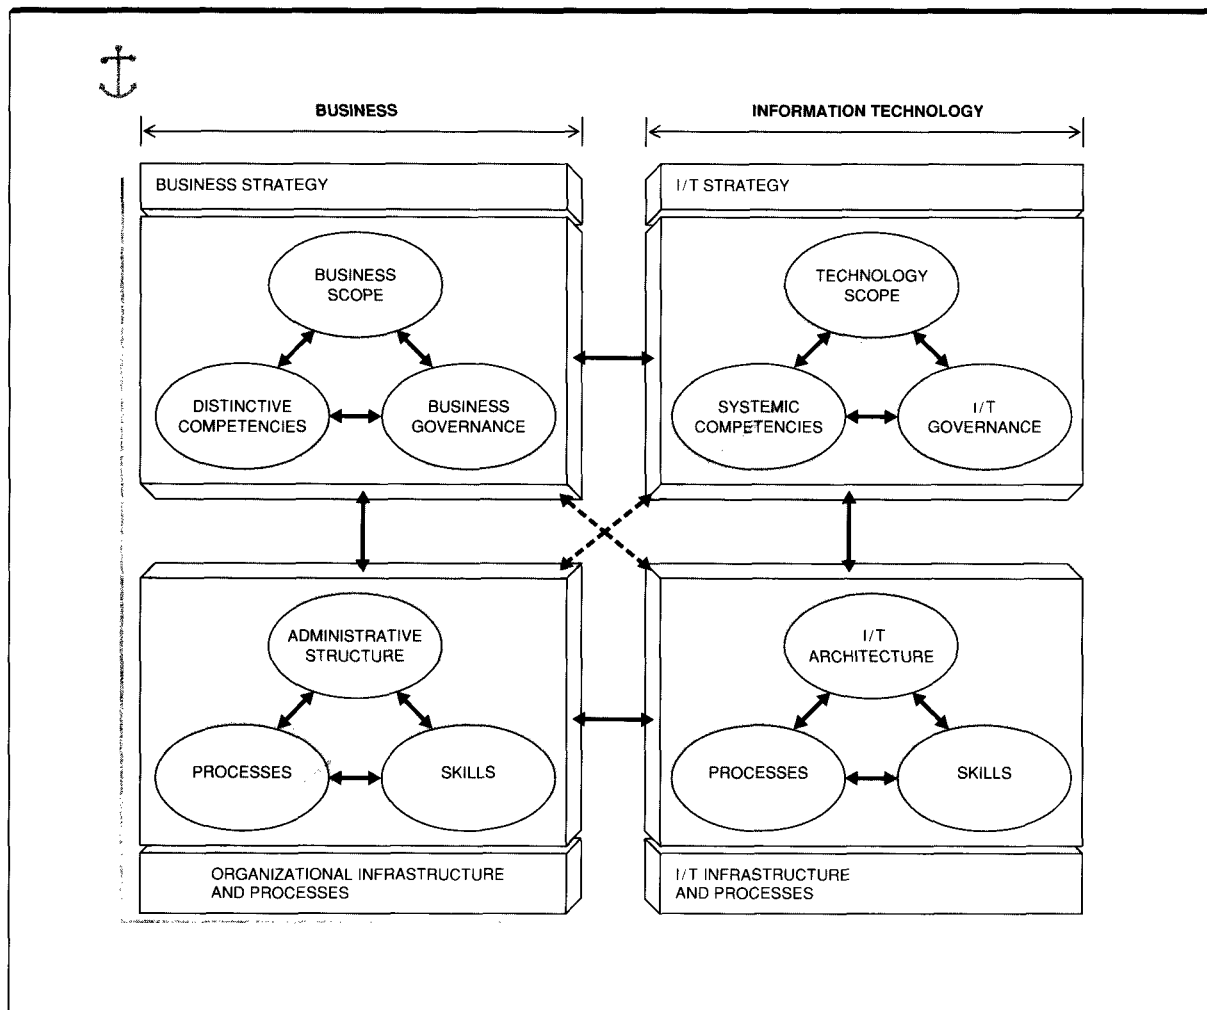 BUSINESS
INFORMATION TECHNOLOGY
BUSINESS STRATEGY
I/T STRATEGY
BUSINESS
SCOPE
TECHNOLOGY
SCOPE
DISTINCTIVE
COMPETENCIES
BUSINESS
GOVERNANCE
SYSTEMIC
COMPETENCIES
I/T
GOVERNANCE
ADMINISTRATIVE
STRUCTURE
I/T
ARCHITECTURE
PROCESSES
SKILLS
PROCESSES
SKILLS
ORGANIZATIONAL INFRASTRUCTURE
AND PROCESSES
I/T INFRASTRUCTURE
AND PROCESSES